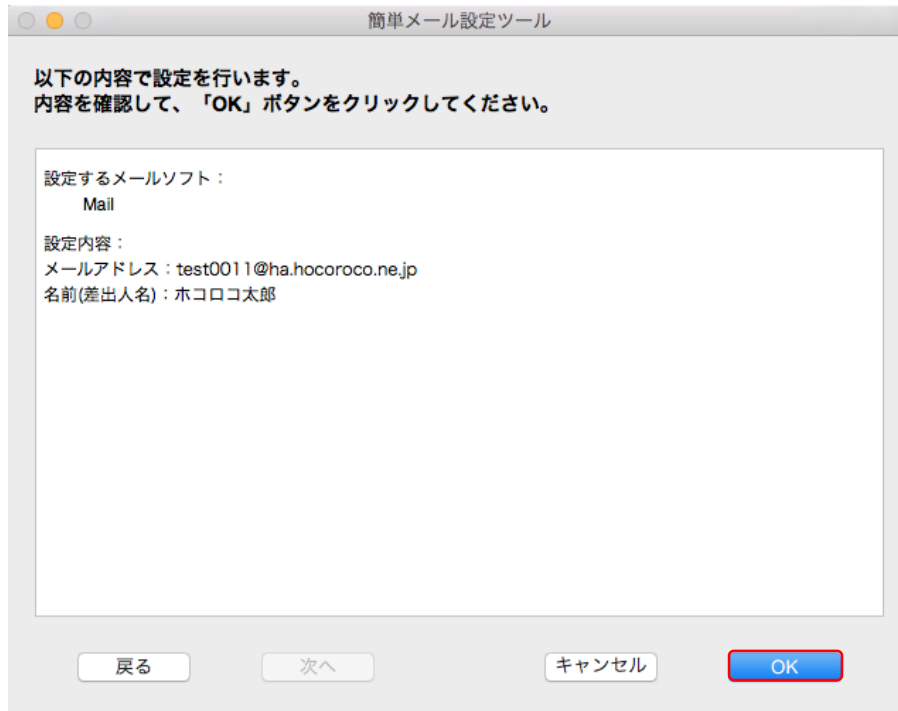 簡単メール設定ツール
以下の内容で設定を行います。
内容を確認して、「OK」ボタンをクリックしてください。
設定するメールソフト：
Mail
設定内容：
メールアドレス：test0011@ha.hocoroco.ne.jp
名前(差出人名)：ホコロコ太郎
戻る 次へ キャンセル OK